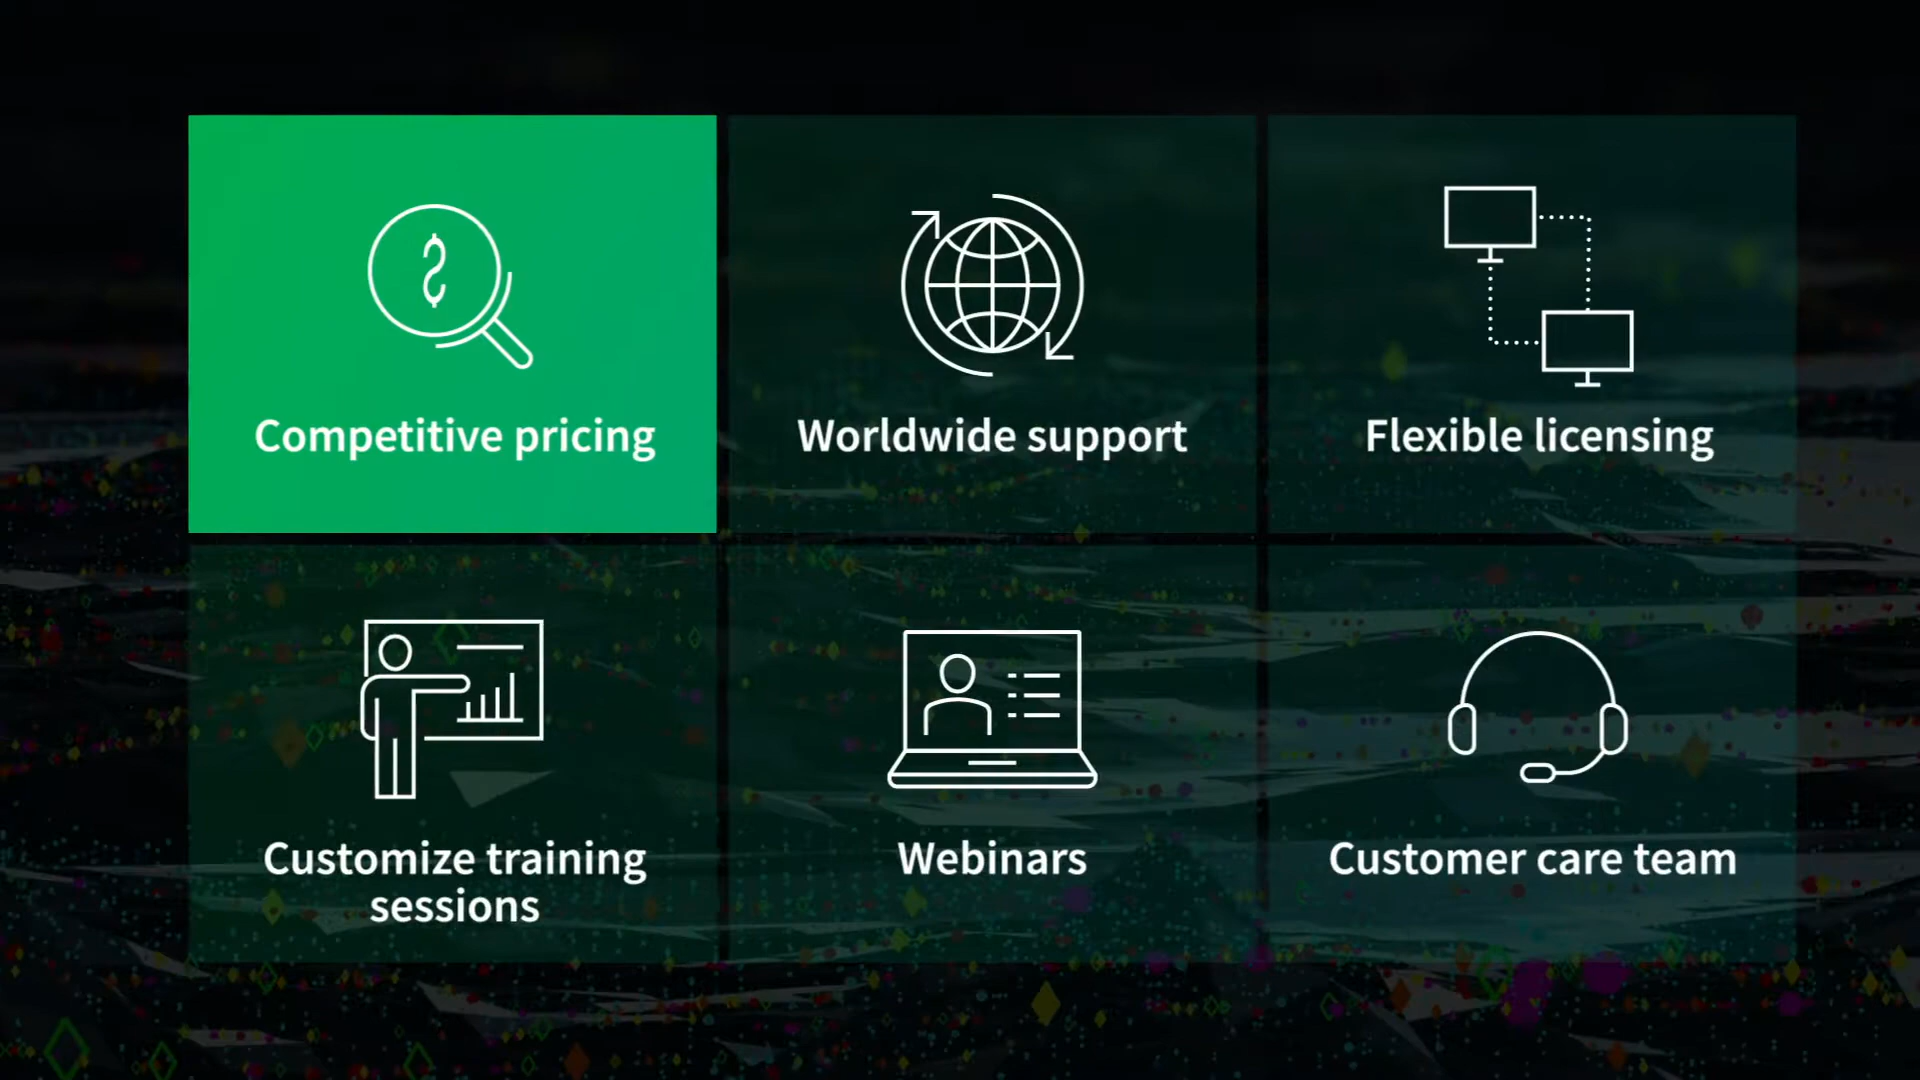 Competitive pricing
Worldwide support
Flexible licensing
Customize training
sessions
Webinars
Customer care team